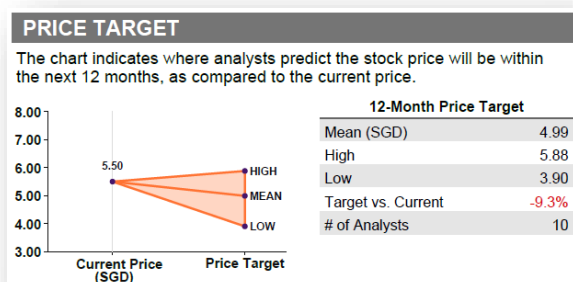 PRICE TARGET
The chart indicates where analysts predict the stock price will be within
the next 12 months, as compared to the current price.
8.00
7.00
6.00
5.00
4.00
3.00
5.50
HIGH
MEAN
LOW
Current Price
(SGD)
Price Target
12-Month Price Target
Mean (SGD) 4.99
High 5.88
Low 3.90
Target vs. Current -9.3%
# of Analysts 10